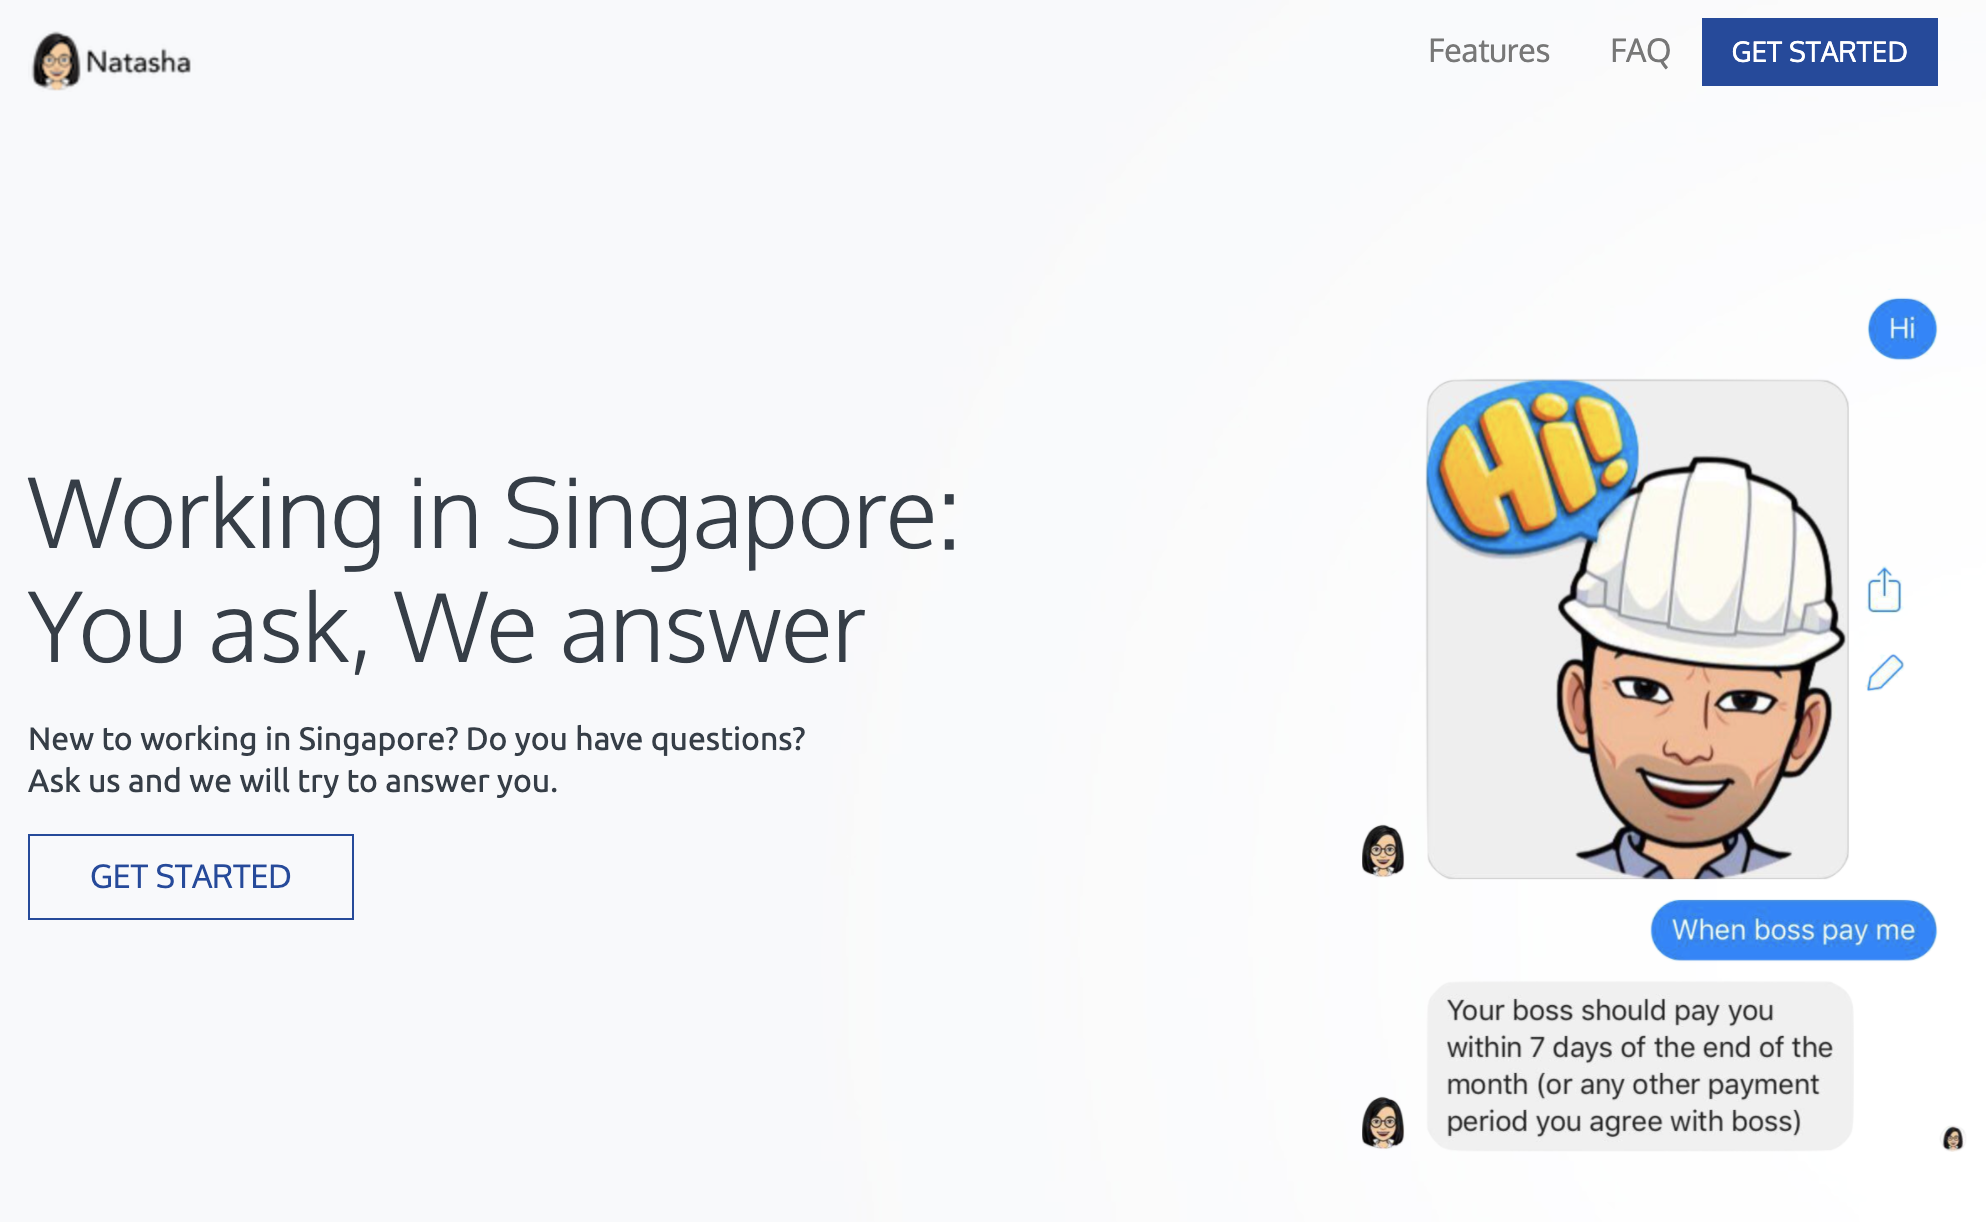 Natasha
Features
FAQ
GET STARTED
Hi
Hi!
Working in Singapore:
You ask, We answer
New to working in Singapore? Do you have questions?
Ask us and we will try to answer you.
GET STARTED
When boss pay me
Your boss should pay you
within 7 days of the end of the
month (or any other payment
period you agree with boss)